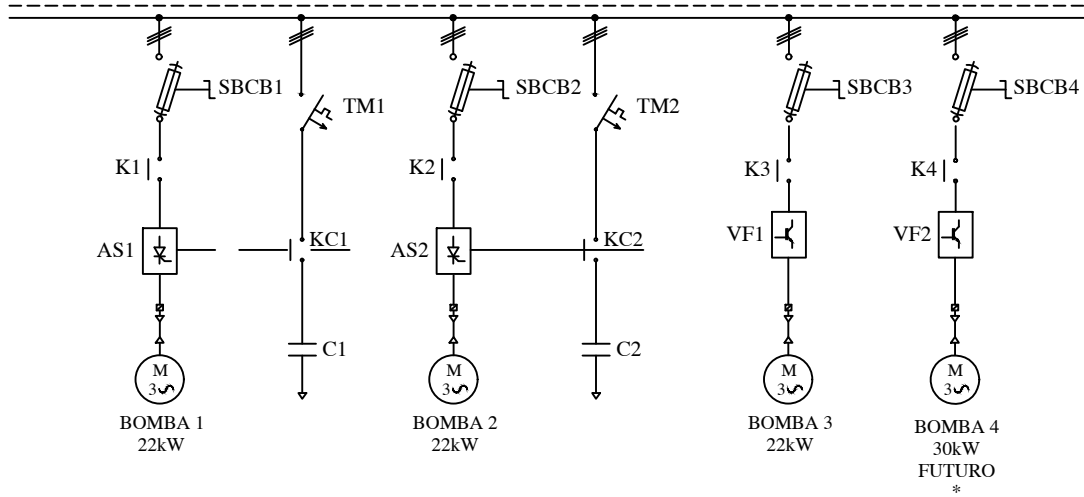 SBCB1
TM1
SBCB2
TM2
SBCB3
SBCB4
K1
K2
K3
K4
AS1
KC1
AS2
KC2
VF1
VF2
C1
C2
M
3
M
3
M
3
M
3
BOMBA 1
22kW
BOMBA 2
22kW
BOMBA 3
22kW
BOMBA 4
30kW
FUTURO
*